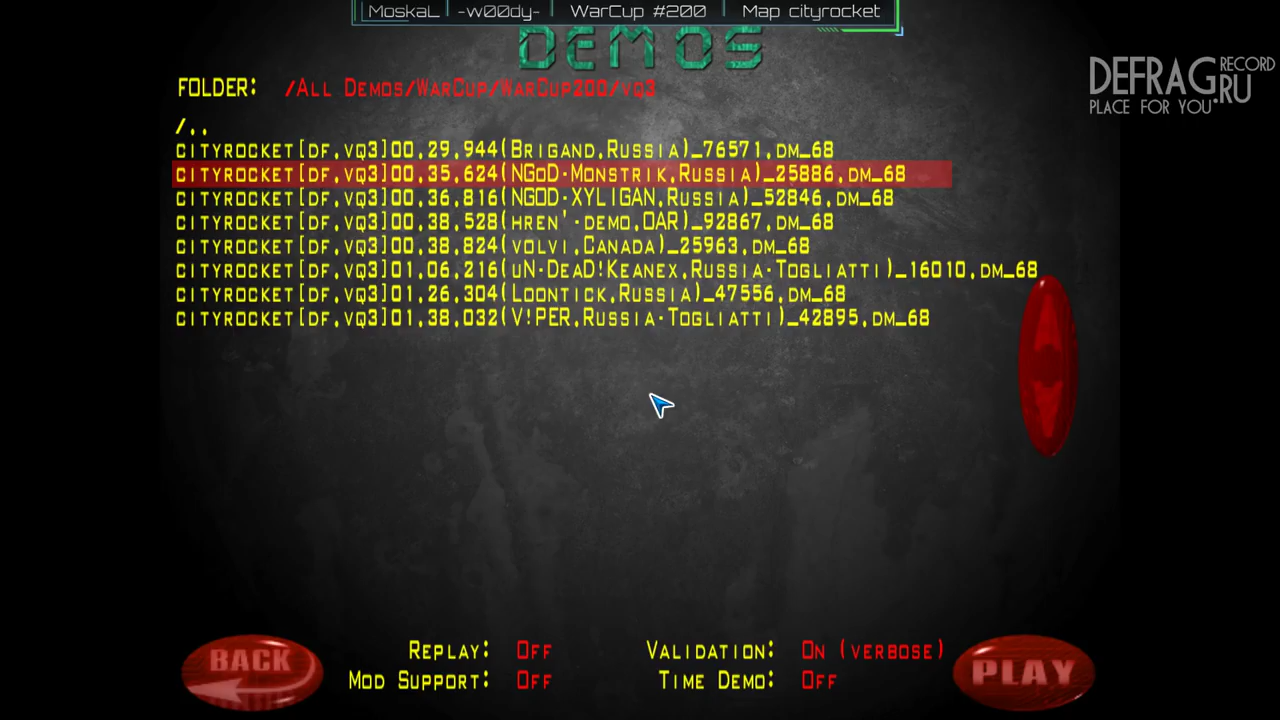 MoskaL -w00dy- WarCup #200 Map cityrocket
DEMOS
DEFRAG.RU RECORD
PLACE FOR YOU
FOLDER: /All Demos/WarCup/WarCup200/vq3
/..
cityrocket[df.vq3]00.29.944(Brigand.Russia)_76571.dm_68
cityrocket[df.vq3]00.35.624(NGoD-Monstrik.Russia)_25886.dm_68
cityrocket[df.vq3]00.36.816(NGOD-XYLIGAN.Russia)_52846.dm_68
cityrocket[df.vq3]00.38.528(hren'-demo.OAR)_92867.dm_68
cityrocket[df.vq3]00.38.824(volvi.Canada)_25963.dm_68
cityrocket[df.vq3]01.06.216(uN-DeaD!Keanex.Russia-Togliatti)_16010.dm_68
cityrocket[df.vq3]01.26.304(Loontick.Russia)_47556.dm_68
cityrocket[df.vq3]01.38.032(V!PER.Russia-Togliatti)_42895.dm_68
BACK
Replay: Off
Validation: On (verbose)
Mod Support: Off
Time Demo: Off
PLAY